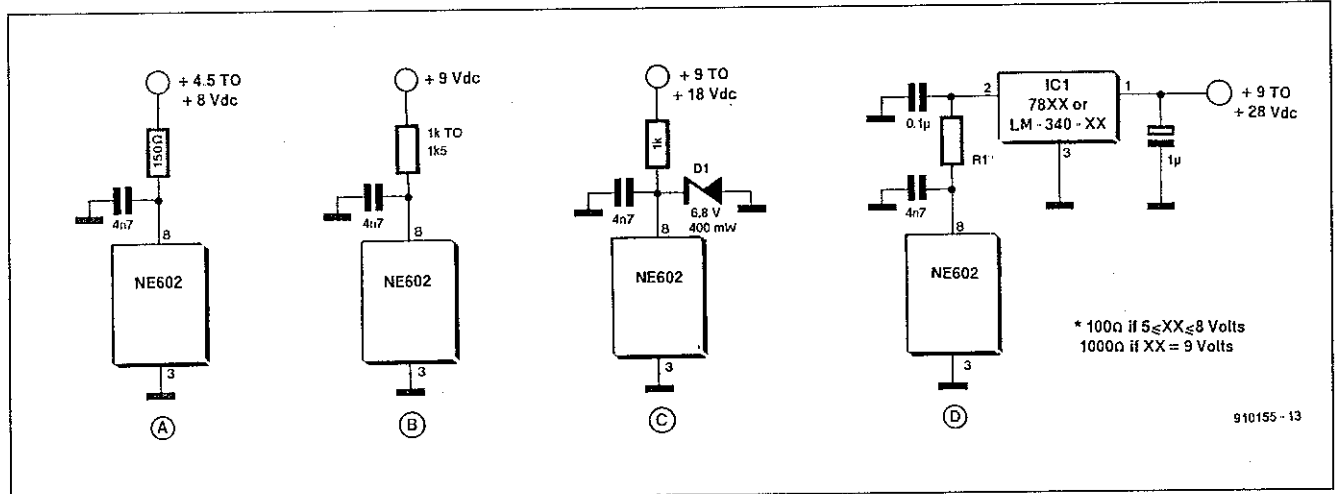 + 4.5 TO
+ 8 Vdc
150Ω
4n7
8
NE602
3
A
+ 9 Vdc
1k TO
1k5
4n7
8
NE602
3
B
+ 9 TO
+ 18 Vdc
1k
D1
4n7
6,8 V
400 mW
8
NE602
3
C
0.1µ
2
IC1
78XX or
LM - 340 - XX
1
3
+ 9 TO
+ 28 Vdc
1µ
R1*
4n7
8
NE602
3
D
* 100Ω if 5≤XX≤8 Volts
1000Ω if XX = 9 Volts
910155 - 13